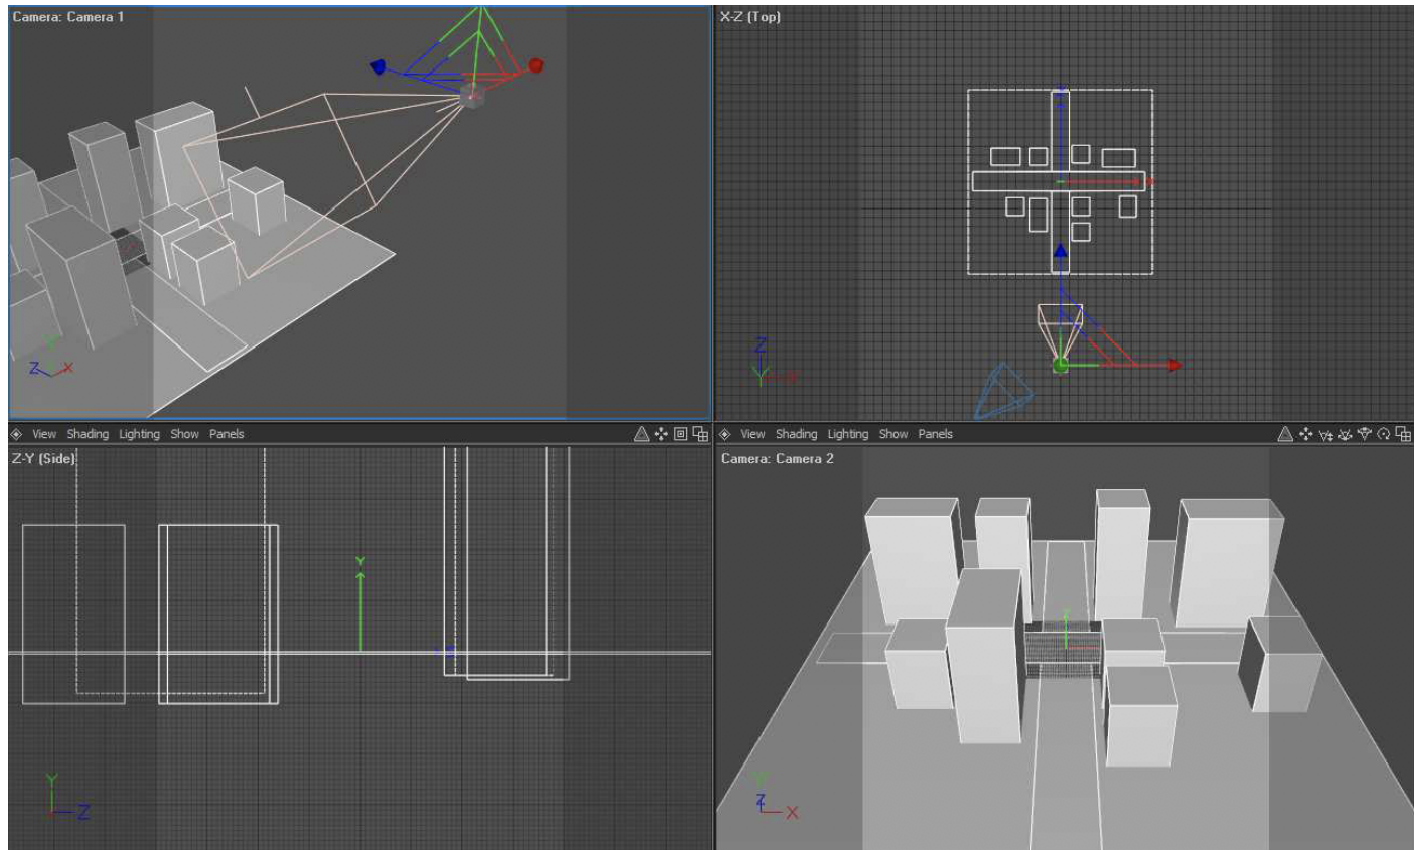 Camera: Camera 1
X-Z (Top)
Z X
Z
Y
View Shading Lighting Show Panels
View Shading Lighting Show Panels
Z-Y (Side)
Camera: Camera 2
Y
Y
Z
Z X